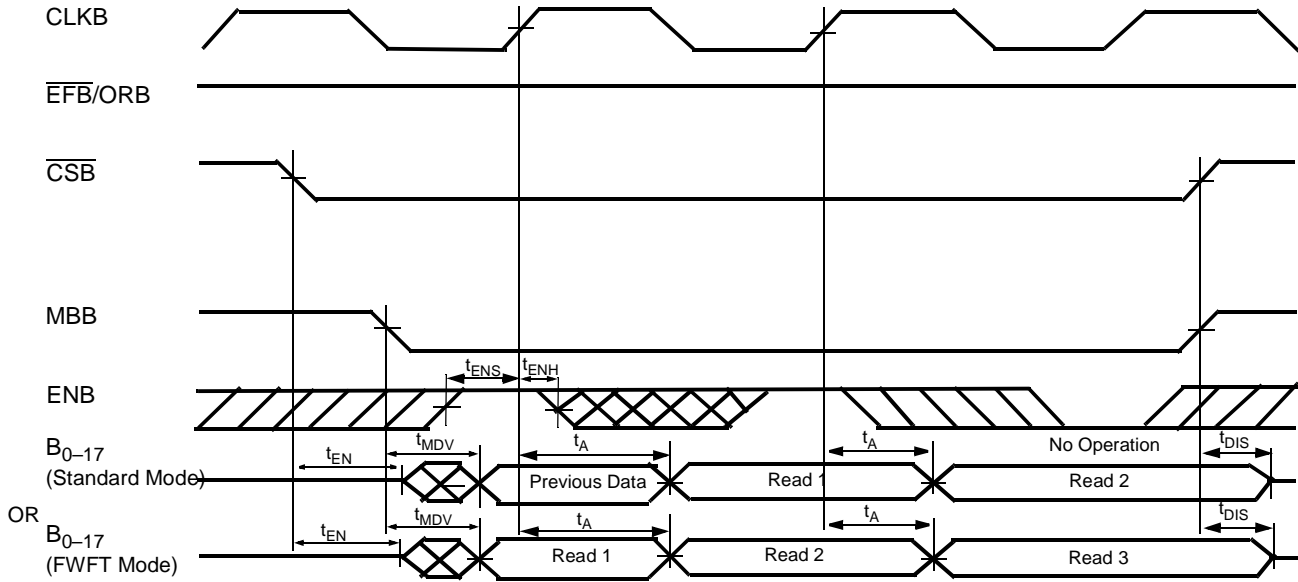 CLKB
EFB/ORB
CSB
MBB
tENS tENH
ENB
B0–17
(Standard Mode)
tEN
tMDV
tA
tA
No Operation
tDIS
Previous Data
Read 1
Read 2
OR
B0–17
(FWFT Mode)
tEN
tMDV
tA
tA
tDIS
Read 1
Read 2
Read 3